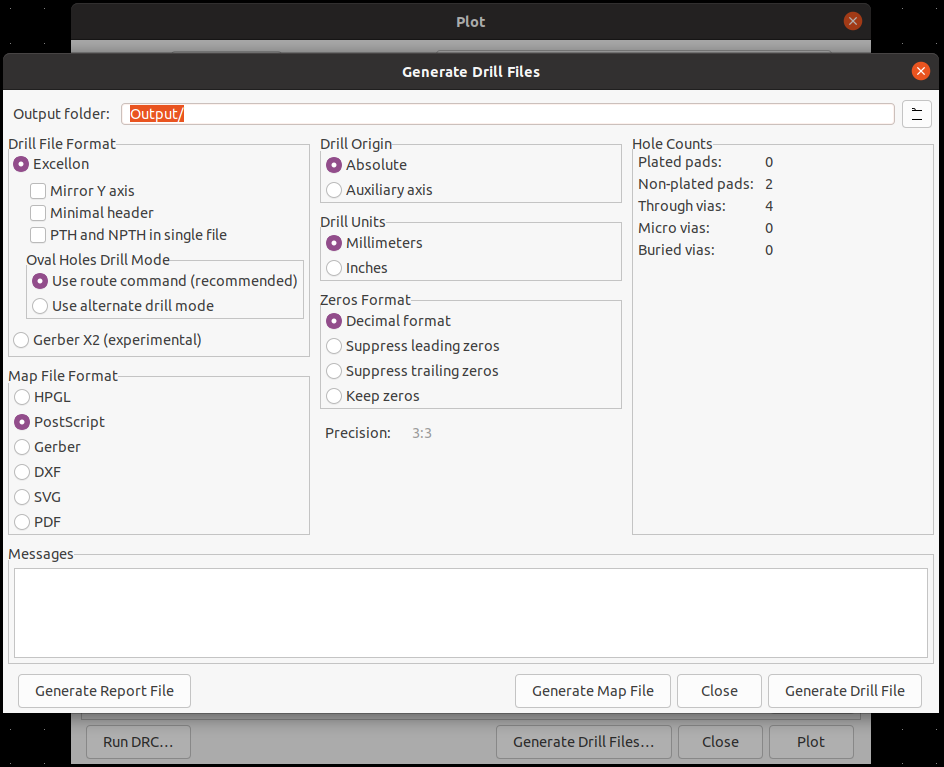 Plot
Generate Drill Files
Output folder: Output/
Drill File Format
Excellon
Mirror Y axis
Minimal header
PTH and NPTH in single file
Oval Holes Drill Mode
Use route command (recommended)
Use alternate drill mode
Gerber X2 (experimental)
Map File Format
HPGL
PostScript
Gerber
DXF
SVG
PDF
Drill Origin
Absolute
Auxiliary axis
Drill Units
Millimeters
Inches
Zeros Format
Decimal format
Suppress leading zeros
Suppress trailing zeros
Keep zeros
Precision: 3:3
Hole Counts
Plated pads: 0
Non-plated pads: 2
Through vias: 4
Micro vias: 0
Buried vias: 0
Messages
Generate Report File Generate Map File Close Generate Drill File
Run DRC... Generate Drill Files... Close Plot